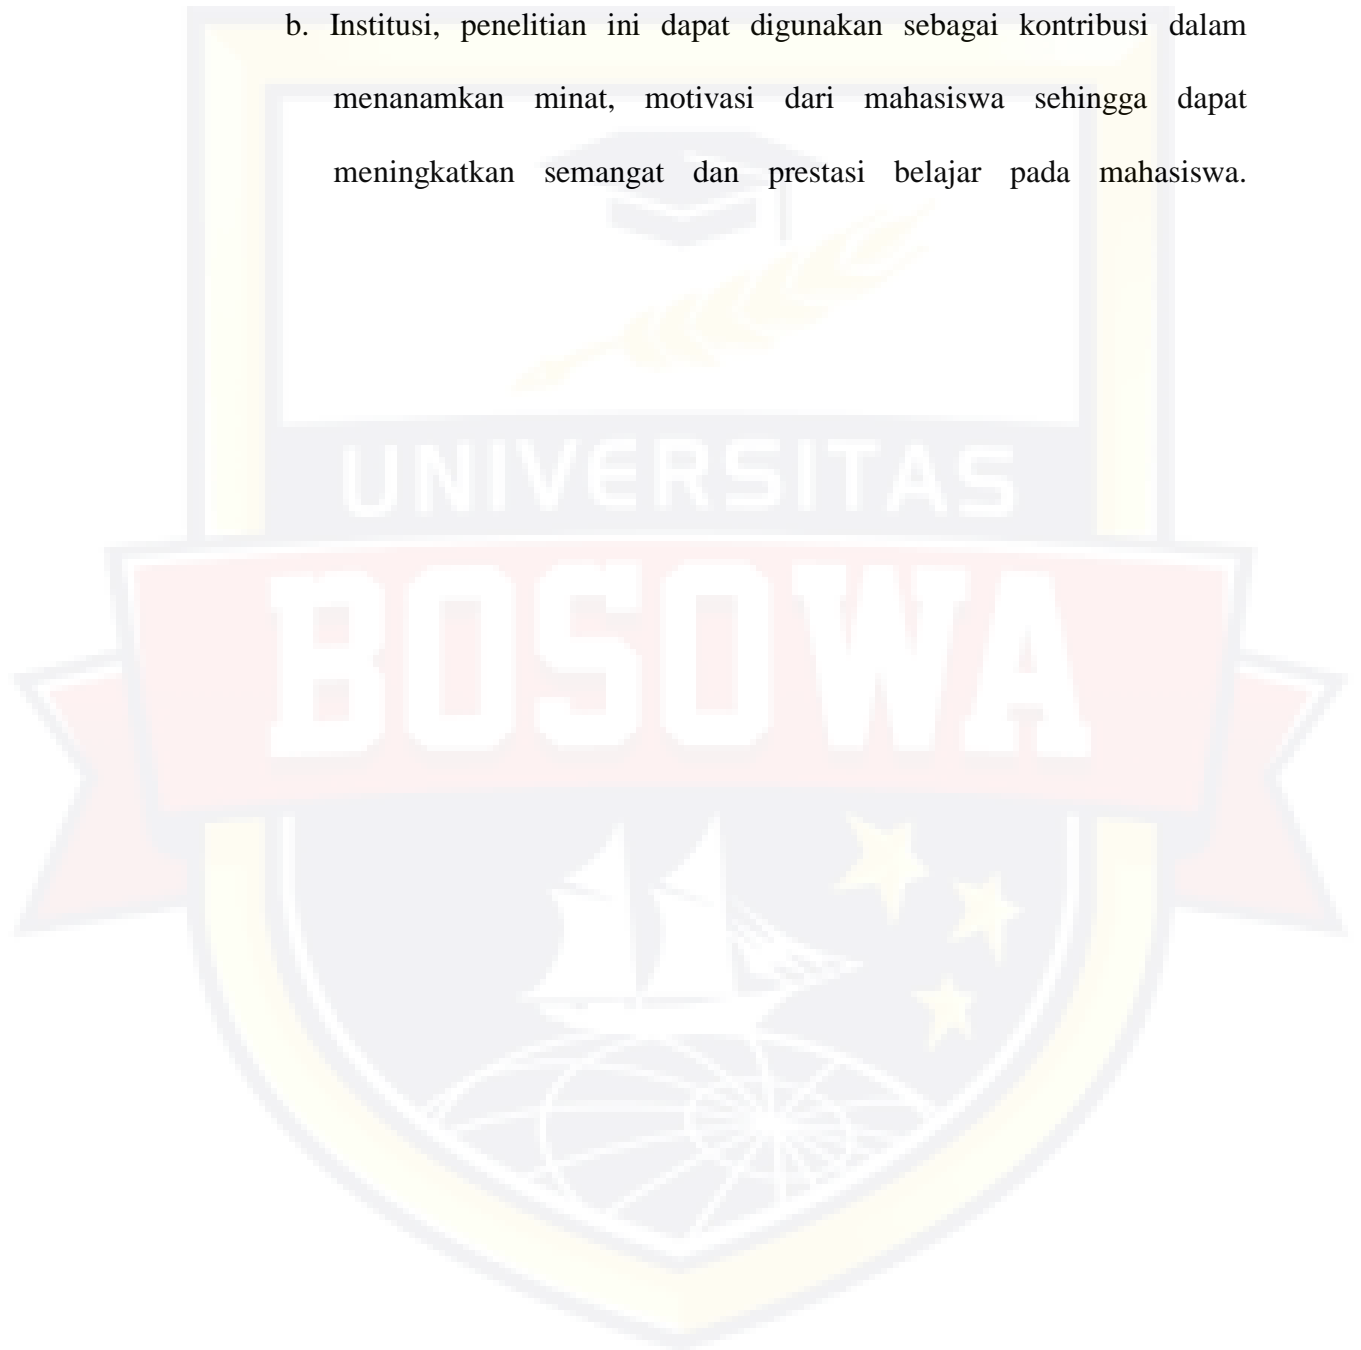 b. Institusi, penelitian ini dapat digunakan sebagai kontribusi dalam
menanamkan minat, motivasi dari mahasiswa sehingga dapat
meningkatkan semangat dan prestasi belajar pada mahasiswa.
UNIVERSITAS
BOSOWA